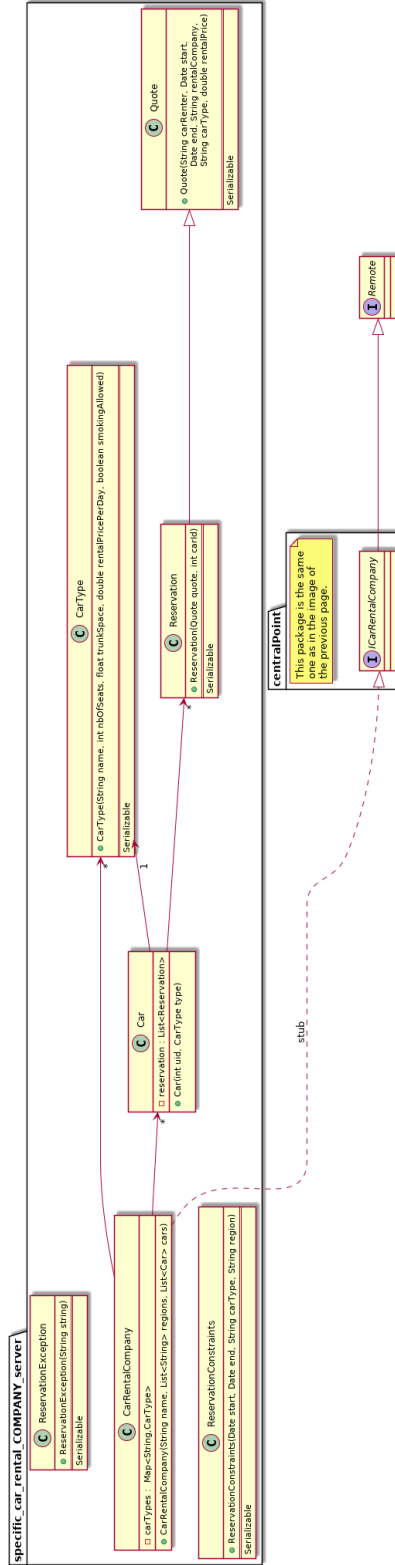 specific_car_rental_COMPANY_server
C ReservationException
ReservationException(String string)
Serializable
C CarRentalCompany
carTypes : Map<String,CarType>
CarRentalCompany(String name, List<String> regions, List<Car> cars)
C ReservationConstraints
ReservationConstraints(Date start, Date end, String carType, String region)
Serializable
*
stub
C Car
reservation : List<Reservation>
Car(int uid, CarType type)
*
1
*
C CarType
CarType(String name, int nbOfSeats, float trunkSpace, double rentalPricePerDay, boolean smokingAllowed)
Serializable
C Reservation
Reservation(Quote quote, int carId)
Serializable
C Quote
Quote(String carRenter, Date start,
Date end, String rentalCompany,
String carType, double rentalPrice)
Serializable
centralPoint
This package is the same
one as in the image of
the previous page.
I ICarRentalCompany
I Remote